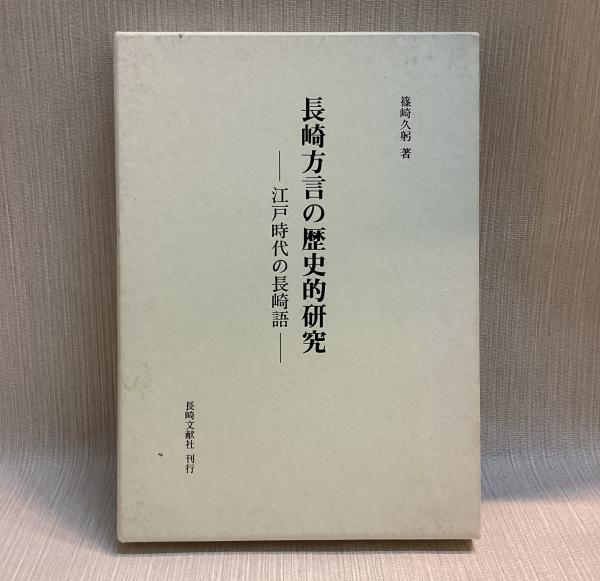 篠崎久躬 著
長崎方言の歴史的研究
―江戸時代の長崎語―
長崎文献社 刊行